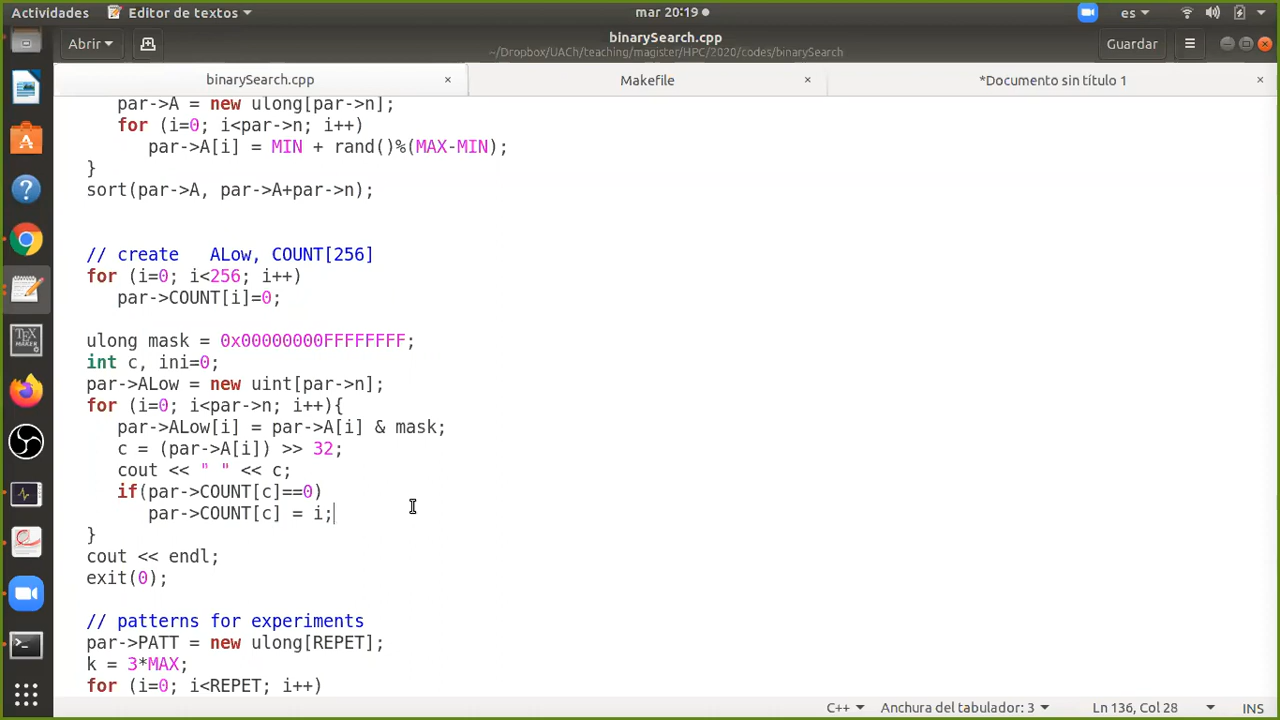 Actividades Editor de textos mar 20:19 es
Abrir binarySearch.cpp Guardar
~/Dropbox/UACh/teaching/magister/HPC/2020/codes/binarySearch
binarySearch.cpp × Makefile × *Documento sin título 1 ×
par->A = new ulong[par->n];
for (i=0; i<par->n; i++)
par->A[i] = MIN + rand()%(MAX-MIN);
}
sort(par->A, par->A+par->n);
// create ALow, COUNT[256]
for (i=0; i<256; i++)
par->COUNT[i]=0;
ulong mask = 0x00000000FFFFFFFF;
int c, ini=0;
par->ALow = new uint[par->n];
for (i=0; i<par->n; i++){
par->ALow[i] = par->A[i] & mask;
c = (par->A[i]) >> 32;
cout << " " << c;
if(par->COUNT[c]==0)
par->COUNT[c] = i;
}
cout << endl;
exit(0);
// patterns for experiments
par->PATT = new ulong[REPET];
k = 3*MAX;
for (i=0; i<REPET; i++)
C++ Anchura del tabulador: 3 Ln 136, Col 28 INS